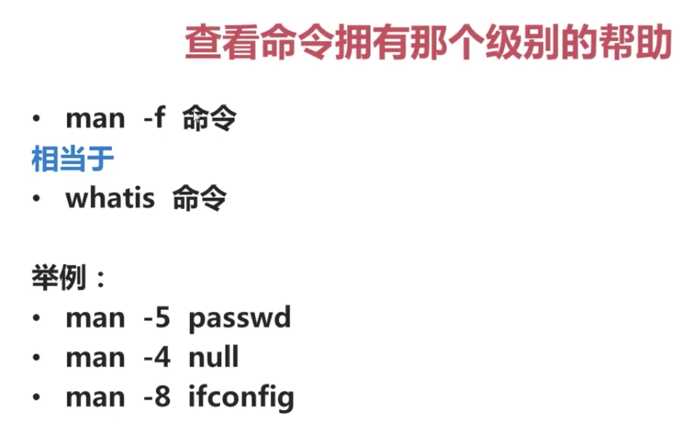 查看命令拥有那个级别的帮助
• man -f 命令
相当于
• whatis 命令
举例：
• man -5 passwd
• man -4 null
• man -8 ifconfig